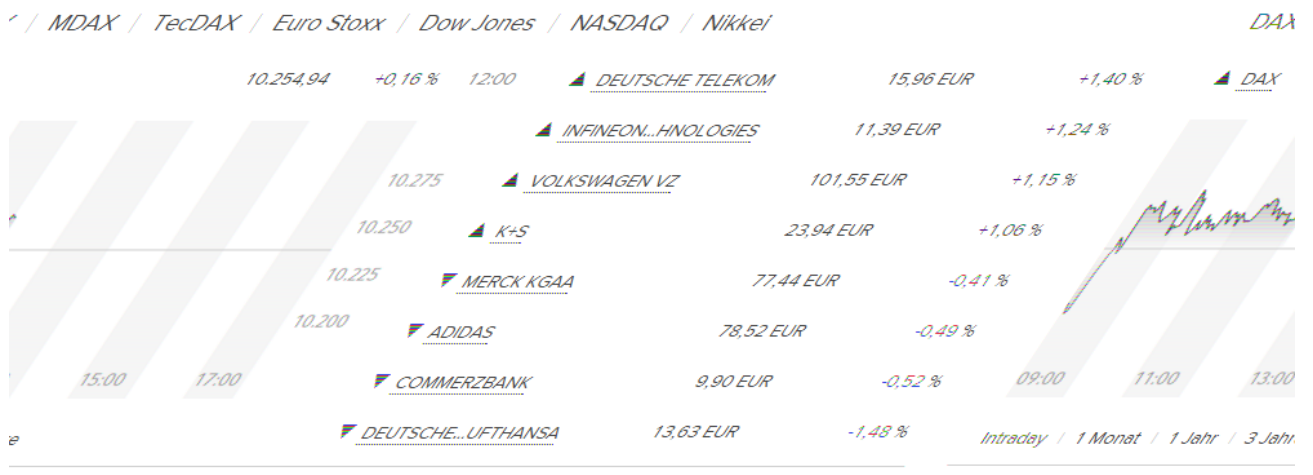 / MDAX / TecDAX / Euro Stoxx / Dow Jones / NASDAQ / Nikkei
DAX
10.254,94 +0,16 % 12:00 DEUTSCHE TELEKOM 15,96 EUR +1,40 % DAX
INFINEON...HNOLOGIES 11,39 EUR +1,24 %
10.275 VOLKSWAGEN VZ 101,55 EUR +1,15 %
10.250 K+S 23,94 EUR +1,06 %
10.225 MERCK KGAA 77,44 EUR -0,41 %
10.200 ADIDAS 78,52 EUR -0,49 %
15:00 17:00 COMMERZBANK 9,90 EUR -0,52 % 09:00 11:00 13:00
DEUTSCHE...UFTHANSA 13,63 EUR -1,48 % Intraday / 1 Monat / 1 Jahr / 3 Jahr